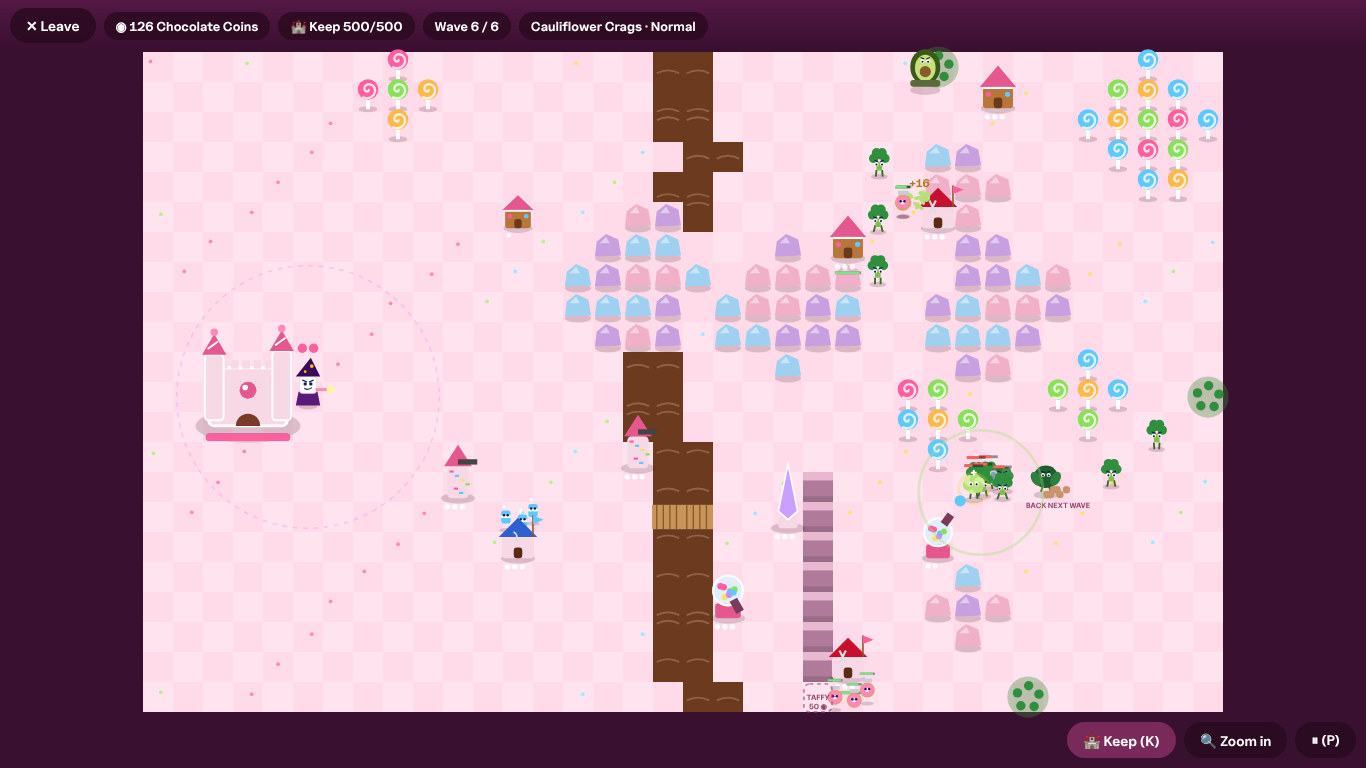 ✕ Leave
◉ 126 Chocolate Coins
🏰 Keep 500/500
Wave 6 / 6
Cauliflower Crags · Normal
+16
BACK NEXT WAVE
TAFFY
50 ◉
🏰 Keep (K)
🔍 Zoom in
⏸ (P)